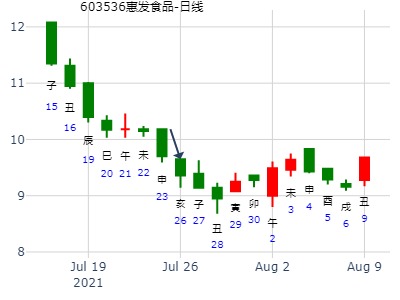 603536惠发食品-日线
12
11
10
9
8
子
15
丑
16
辰
19
巳
20
午
21
未
22
申
23
亥
26
子
27
丑
28
寅
29
卯
30
午
2
未
3
申
4
酉
5
戌
6
丑
9
Jul 19
2021
Jul 26
Aug 2
Aug 9